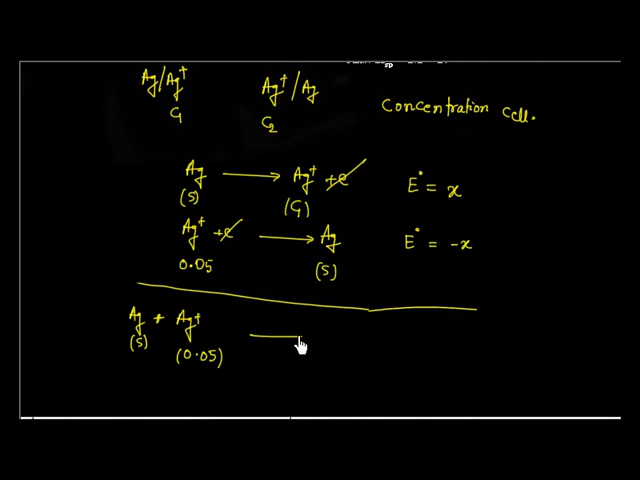 Ag/Ag⁺ Ag⁺/Ag Concentration Cell.
C₁ C₂
Ag ⟶ Ag⁺ + e E° = x
(s) (C₁)
Ag⁺ + e ⟶ Ag E° = -x
0.05 (s)
Ag + Ag⁺
(s) (0.05)